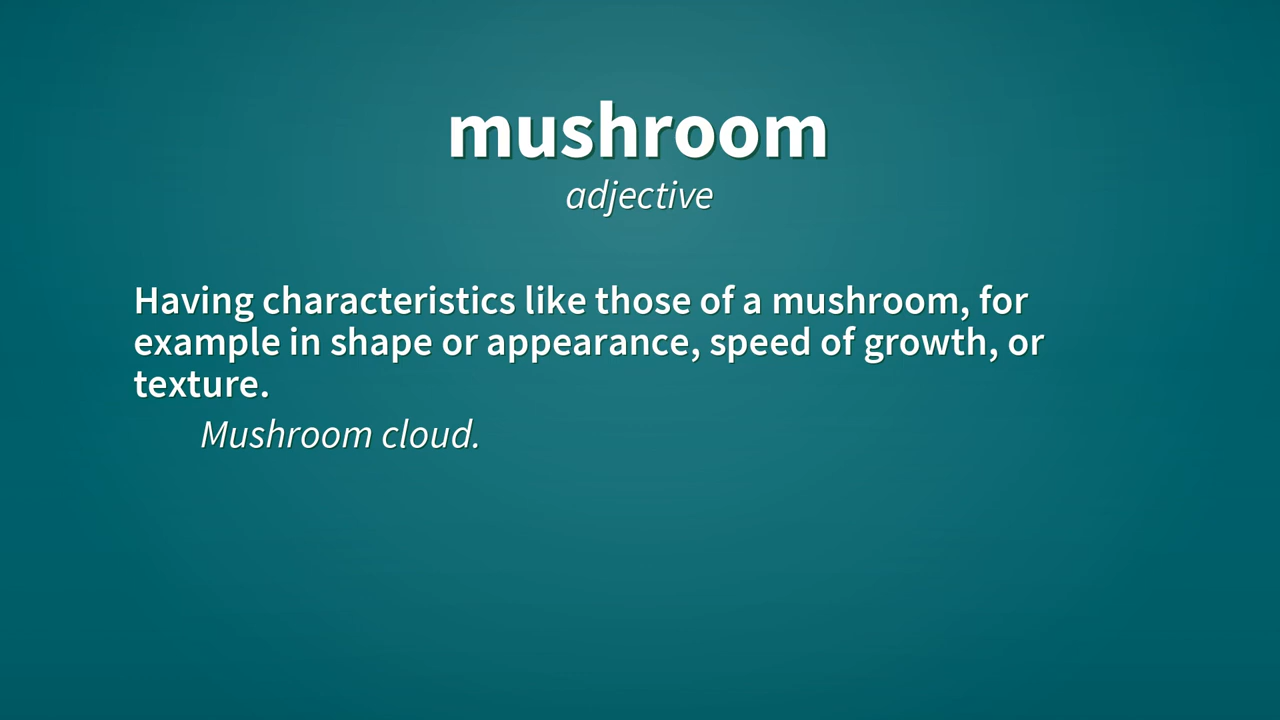 mushroom
adjective
Having characteristics like those of a mushroom, for
example in shape or appearance, speed of growth, or
texture.
Mushroom cloud.